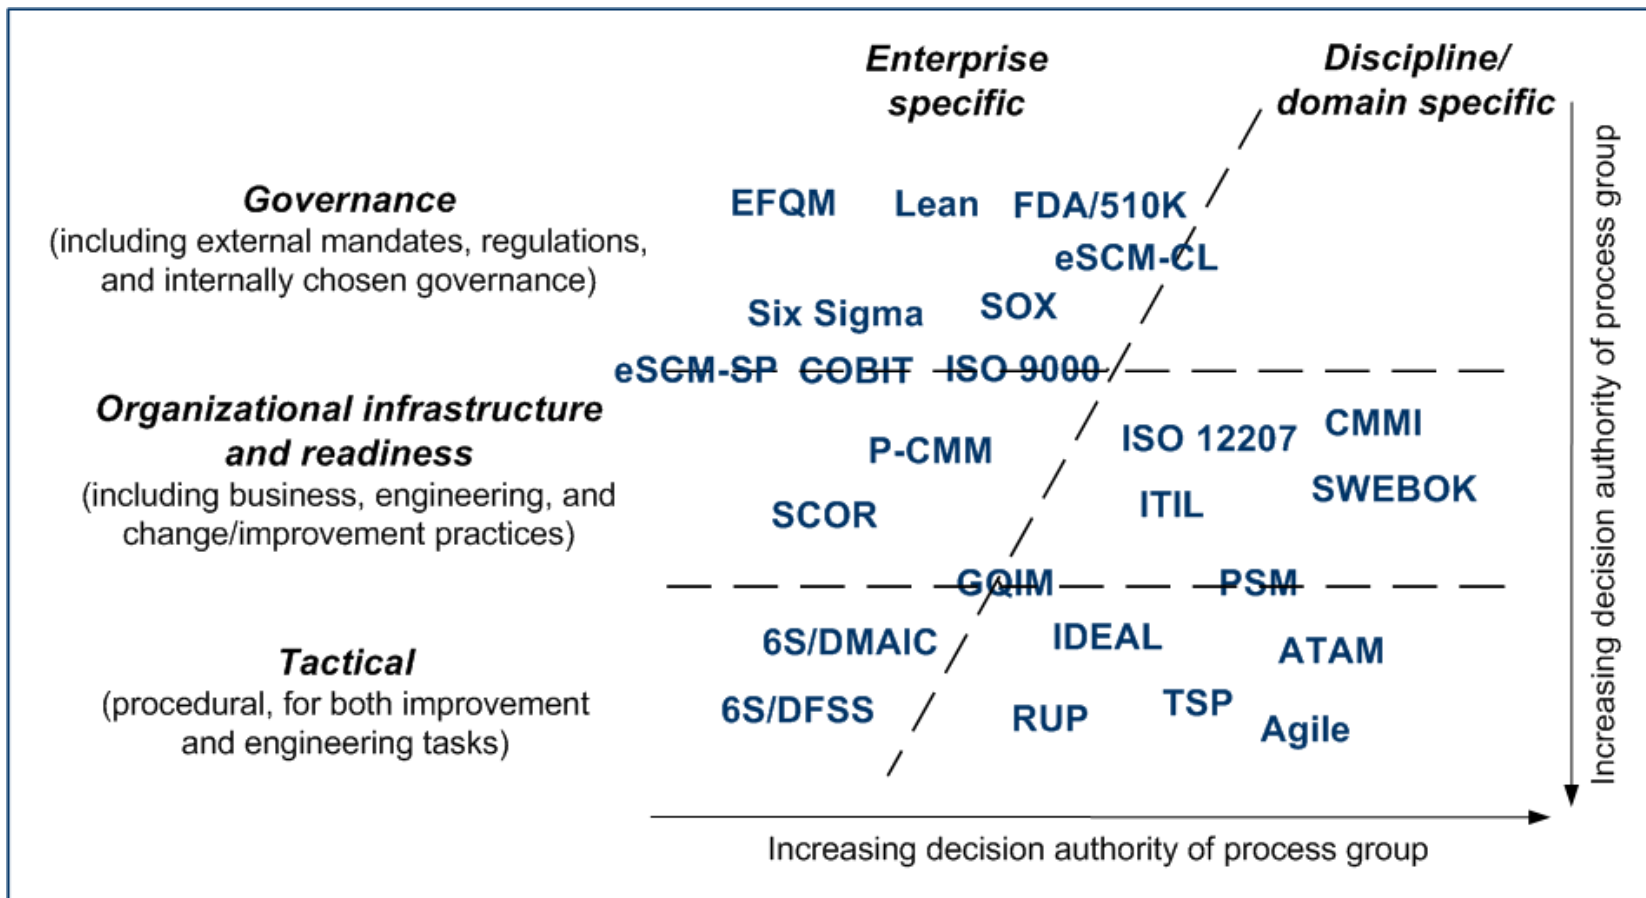 Enterprise
specific
Discipline/
domain specific
Governance
(including external mandates, regulations,
and internally chosen governance)
EFQM Lean FDA/510K
eSCM-CL
Six Sigma SOX
eSCM-SP COBIT ISO 9000
Organizational infrastructure
and readiness
(including business, engineering, and
change/improvement practices)
P-CMM
SCOR
ISO 12207 CMMI
ITIL SWEBOK
GQIM PSM
Tactical
(procedural, for both improvement
and engineering tasks)
6S/DMAIC IDEAL ATAM
6S/DFSS RUP TSP Agile
Increasing decision authority of process group
Increasing decision authority of process group